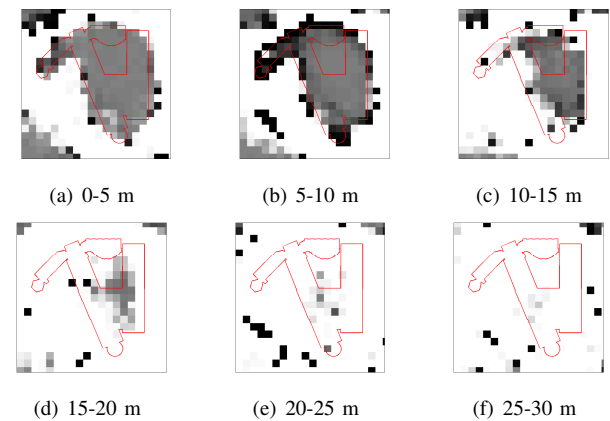 (a) 0-5 m
(b) 5-10 m
(c) 10-15 m
(d) 15-20 m
(e) 20-25 m
(f) 25-30 m